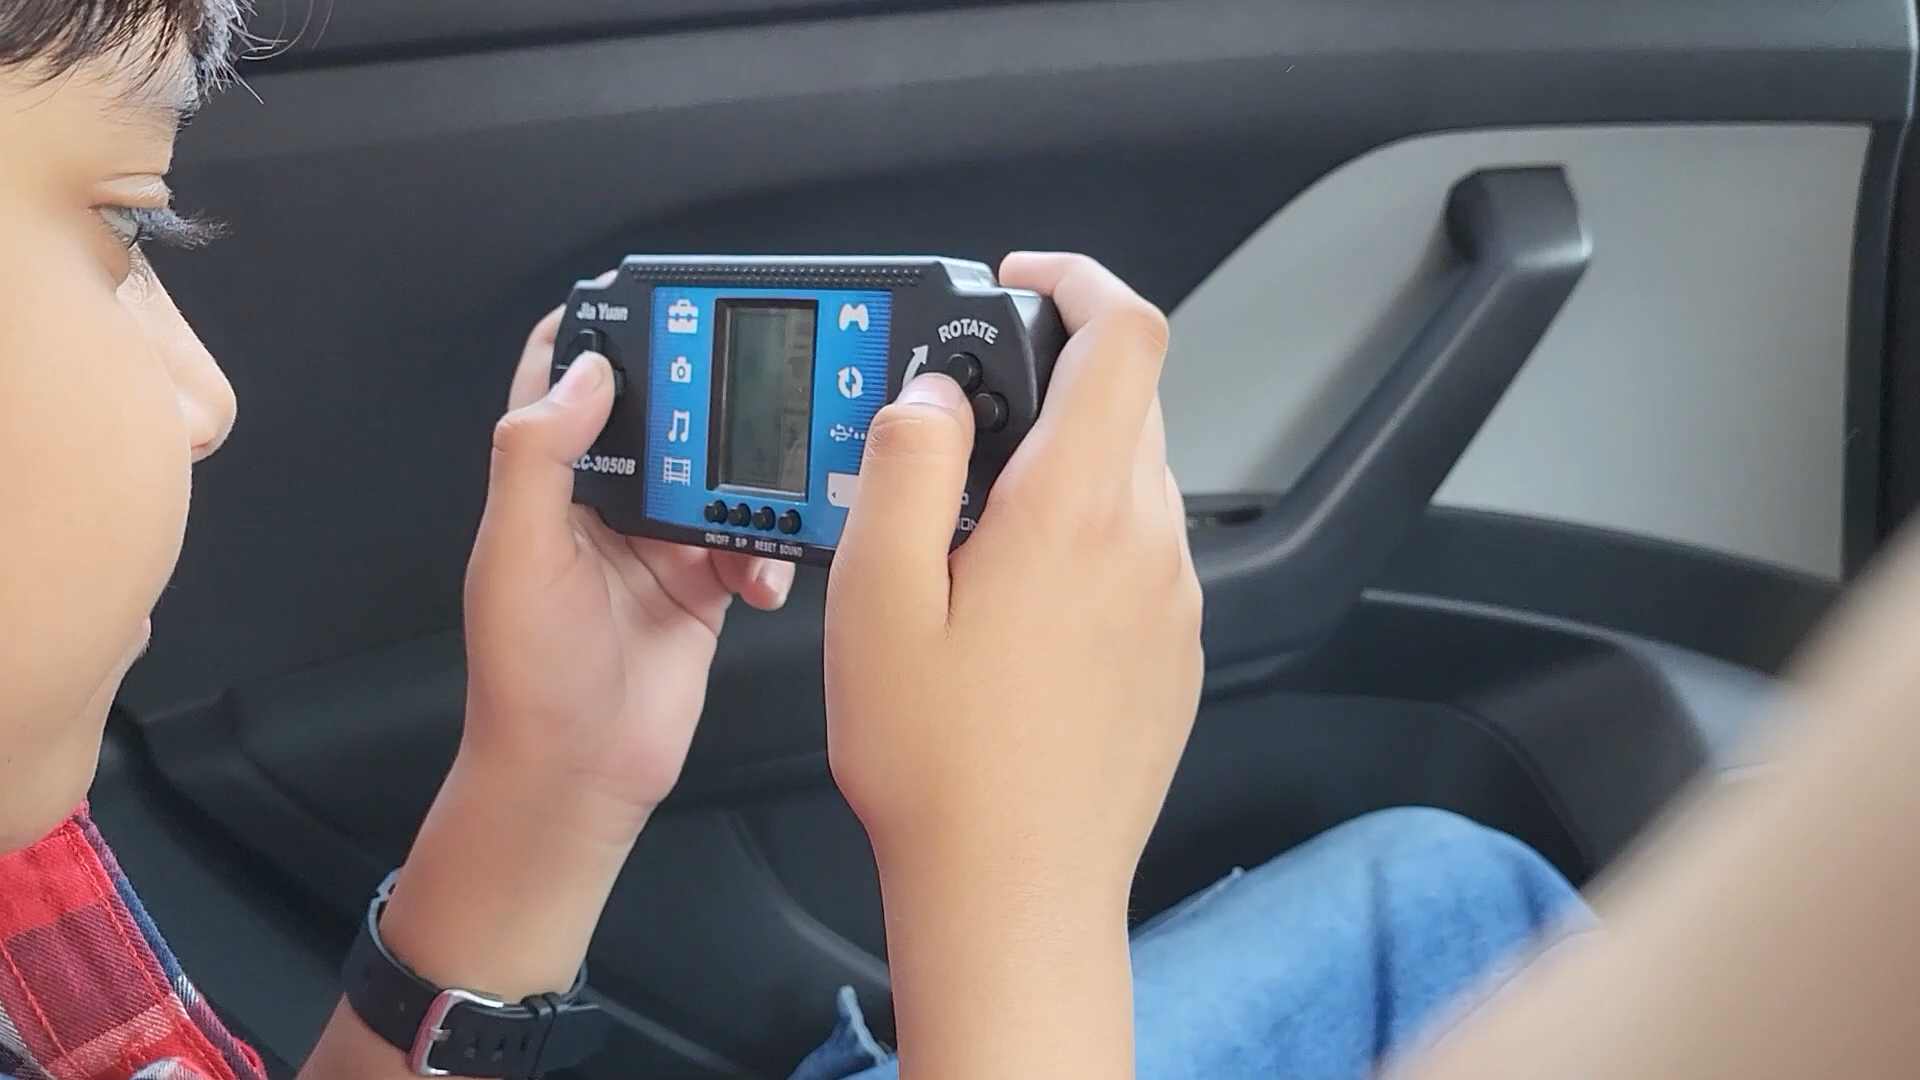 Jia Yuan
ROTATE
LC-3050B
ON/OFF S/P RESET SOUND